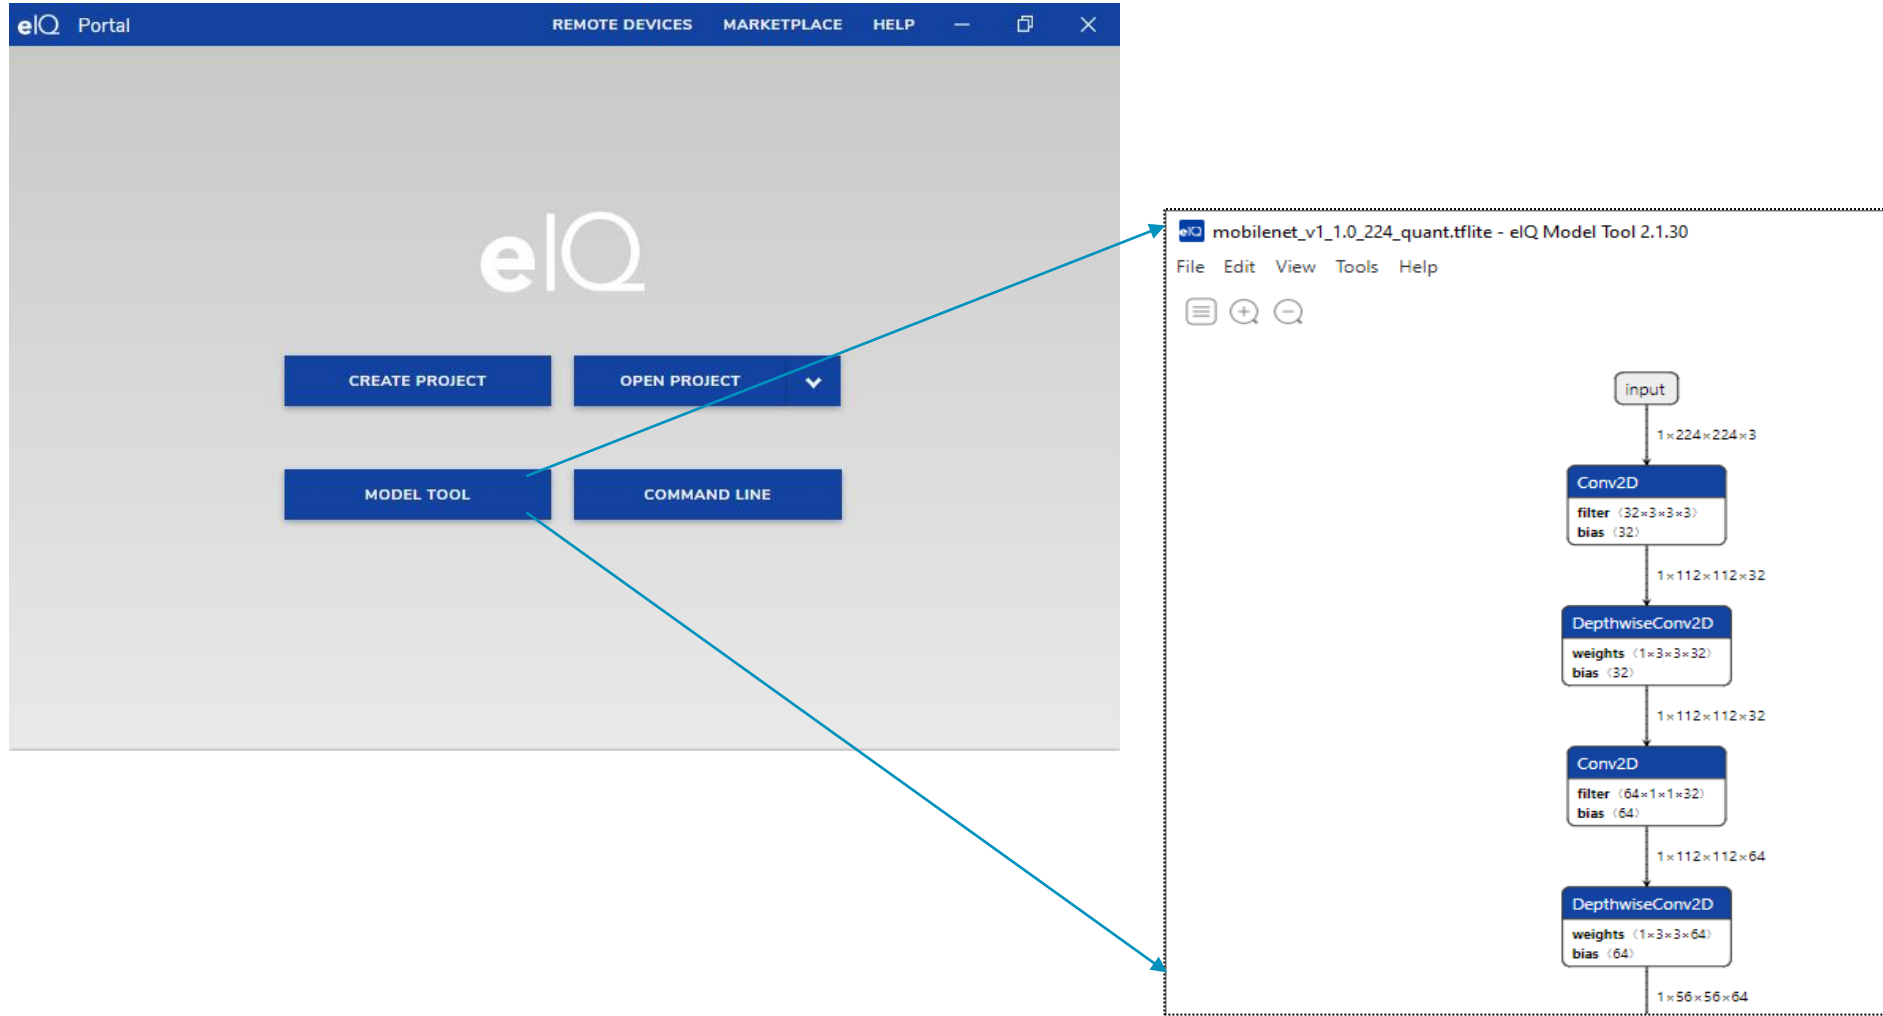 eIQ Portal REMOTE DEVICES MARKETPLACE HELP
eIQ
CREATE PROJECT OPEN PROJECT
MODEL TOOL COMMAND LINE
eIQ mobilenet_v1_1.0_224_quant.tflite - eIQ Model Tool 2.1.30
File Edit View Tools Help
input
1×224×224×3
Conv2D
filter ⟨32×3×3×3⟩
bias ⟨32⟩
1×112×112×32
DepthwiseConv2D
weights ⟨1×3×3×32⟩
bias ⟨32⟩
1×112×112×32
Conv2D
filter ⟨64×1×1×32⟩
bias ⟨64⟩
1×112×112×64
DepthwiseConv2D
weights ⟨1×3×3×64⟩
bias ⟨64⟩
1×56×56×64